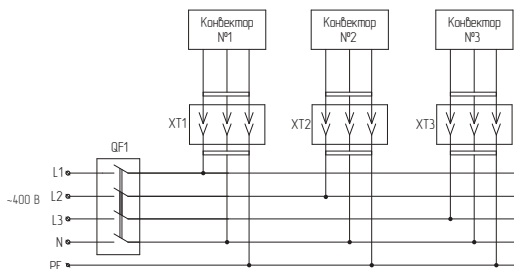 Конвектор
№1
Конвектор
№2
Конвектор
№3
XT1
XT2
XT3
QF1
L1
~400 В
L2
L3
N
PE